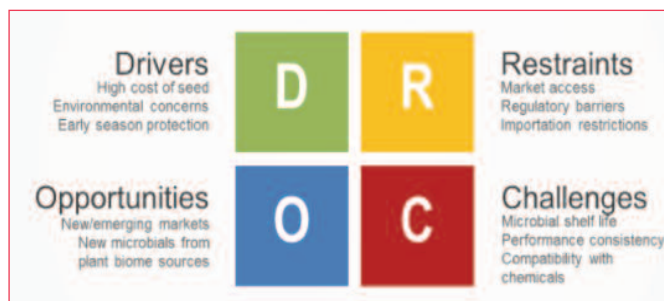 Drivers
High cost of seed
Environmental concerns
Early season protection
D
R
Restraints
Market access
Regulatory barriers
Importation restrictions
Opportunities
New/emerging markets
New microbials from
plant biome sources
O
C
Challenges
Microbial shelf life
Performance consistency
Compatibility with
chemicals